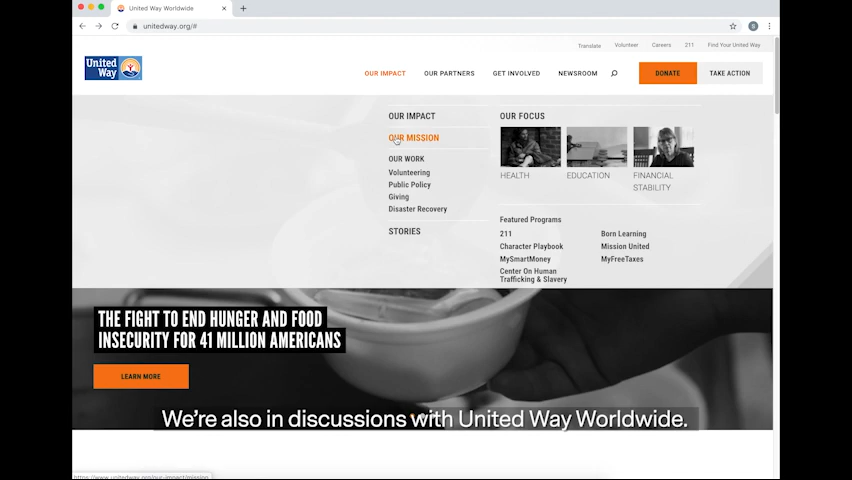 United Way Worldwide
unitedway.org/#
S
Translate
Volunteer
Careers
211
Find Your United Way
United
Way
OUR IMPACT
OUR PARTNERS
GET INVOLVED
NEWSROOM
DONATE
TAKE ACTION
OUR IMPACT
OUR MISSION
OUR WORK
Volunteering
Public Policy
Giving
Disaster Recovery
STORIES
OUR FOCUS
HEALTH
EDUCATION
FINANCIAL
STABILITY
Featured Programs
211
Character Playbook
MySmartMoney
Center On Human
Trafficking & Slavery
Born Learning
Mission United
MyFreeTaxes
THE FIGHT TO END HUNGER AND FOOD
INSECURITY FOR 41 MILLION AMERICANS
LEARN MORE
We’re also in discussions with United Way Worldwide.
https://www.unitedway.org/our-impact/mission